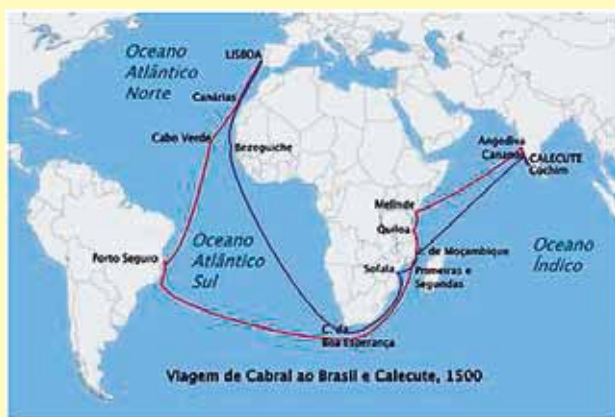 Oceano
Atlântico
Norte
LISBOA
Canárias
Cabo Verde
Bezeguiche
Angediva
Cananor
CALECUTE
Cochim
Melinde
Quiloa
I. de Moçambique
Sofala
Primeiras e
Segundas
Oceano
Índico
Porto Seguro
Oceano
Atlântico
Sul
C. da
Boa Esperança
Viagem de Cabral ao Brasil e Calecute, 1500